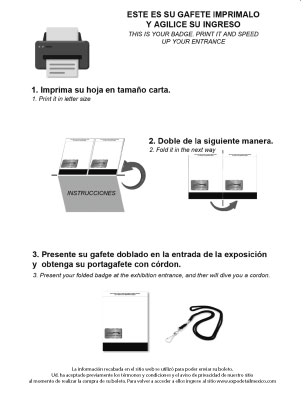 ESTE ES SU GAFETE IMPRIMALO
Y AGILICE SU INGRESO
THIS IS YOUR BADGE. PRINT IT AND SPEED
UP YOUR ENTRANCE
1. Imprima su hoja en tamaño carta.
1. Print it in letter size
2. Doble de la siguiente manera.
2. Fold it in the next way
INSTRUCCIONES
3. Presente su gafete doblado en la entrada de la exposición
y obtenga su portagafete con córdon.
3. Present your folded badge at the exhibition entrance, and ther will dive you a cordon.
La información recabada en el sitio web se utilizó para poder enviar su boleto.
Ud. ha aceptado previamente los términos y condiciones y el aviso de privacidad de nuestro sitio
al momento de realizar la compra de su boleto. Para volver a acceder a ellos ingrese al sitio www.expodetallmexico.com